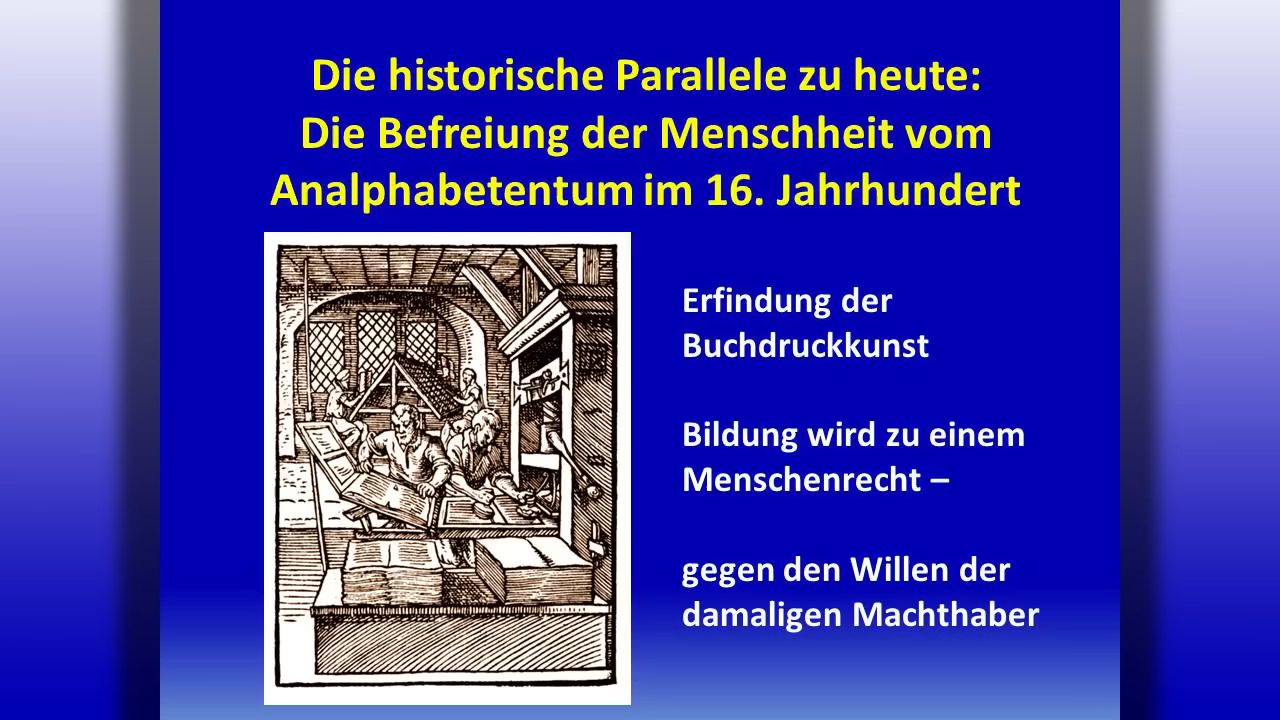 Die historische Parallele zu heute:
Die Befreiung der Menschheit vom
Analphabetentum im 16. Jahrhundert
Erfindung der
Buchdruckkunst
Bildung wird zu einem
Menschenrecht –
gegen den Willen der
damaligen Machthaber